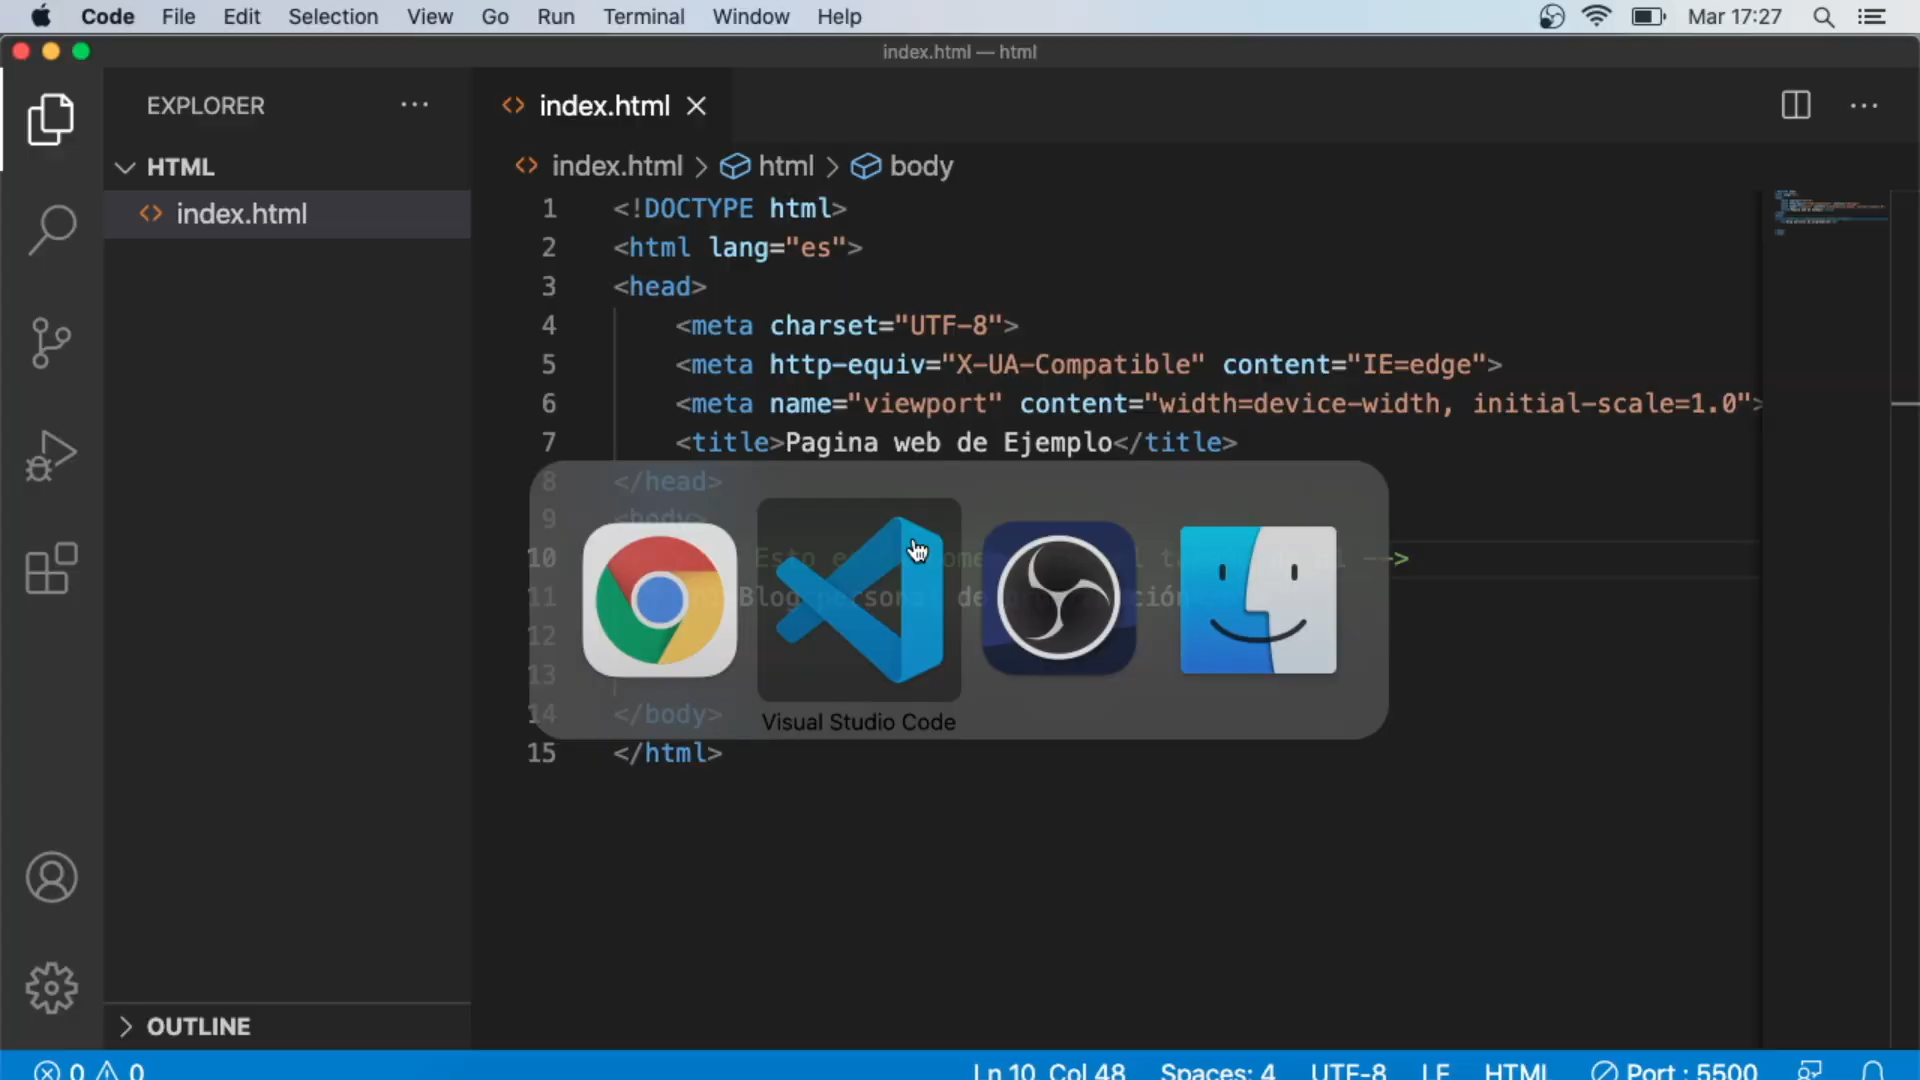 Code File Edit Selection View Go Run Terminal Window Help Mar 17:27
index.html — html
EXPLORER
HTML
index.html
OUTLINE
index.html
index.html > html > body
1 <!DOCTYPE html>
2 <html lang="es">
3 <head>
4 <meta charset="UTF-8">
5 <meta http-equiv="X-UA-Compatible" content="IE=edge">
6 <meta name="viewport" content="width=device-width, initial-scale=1.0">
7 <title>Pagina web de Ejemplo</title>
8 </head>
9 <body>
10 Esto -->
11 Blog de
12
13
14 </body>
15 </html>
Visual Studio Code
0 0 Ln 10, Col 48 Spaces: 4 UTF-8 LF HTML Port : 5500